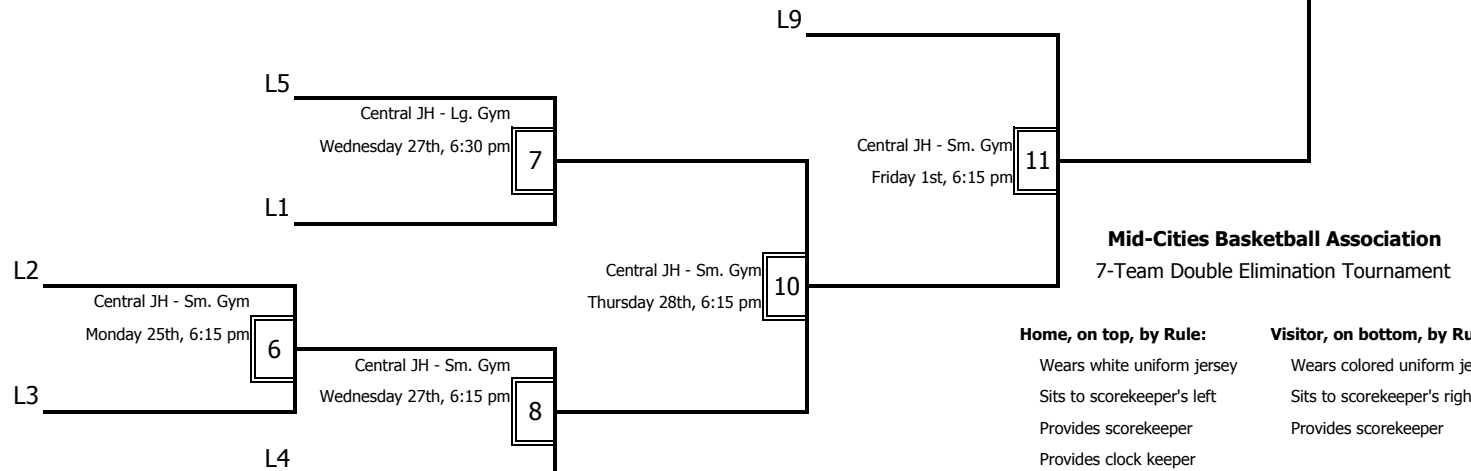 L9
L5
Central JH - Lg. Gym
Wednesday 27th, 6:30 pm
7
Central JH - Sm. Gym
Friday 1st, 6:15 pm
11
L1
Mid-Cities Basketball Association
7-Team Double Elimination Tournament
L2
Central JH - Sm. Gym
Monday 25th, 6:15 pm
6
Central JH - Sm. Gym
Thursday 28th, 6:15 pm
10
L3
Central JH - Sm. Gym
Wednesday 27th, 6:15 pm
8
L4
Home, on top, by Rule:
Wears white uniform jersey
Sits to scorekeeper's left
Provides scorekeeper
Provides clock keeper
Visitor, on bottom, by
Wears colored uniform
Sits to scorekeeper's
Provides scorekeeper